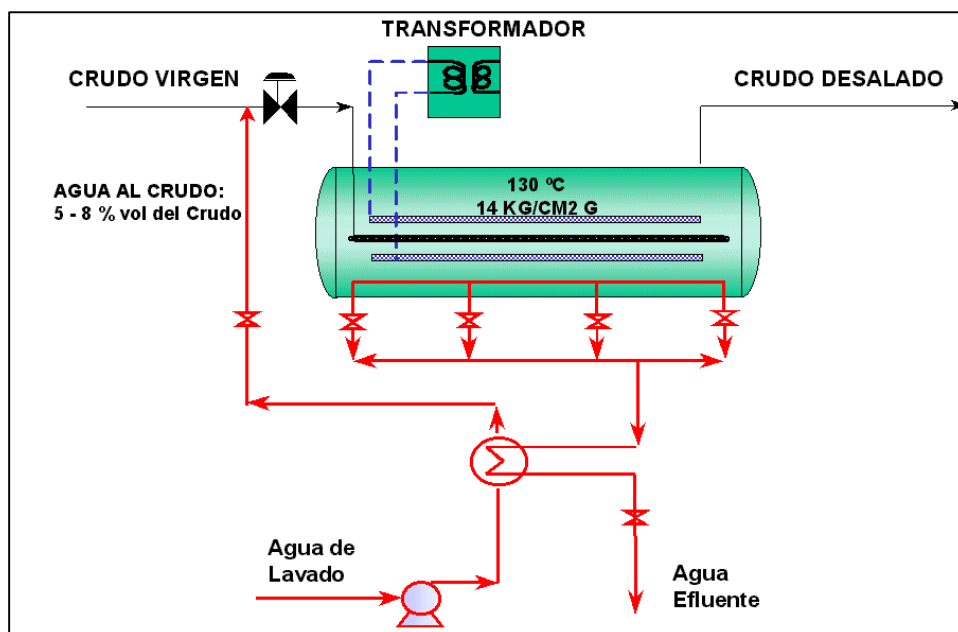 TRANSFORMADOR
CRUDO VIRGEN
CRUDO DESALADO
AGUA AL CRUDO:
5 - 8 % vol del Crudo
130 ºC
14 KG/CM2 G
Agua de
Lavado
Agua
Efluente